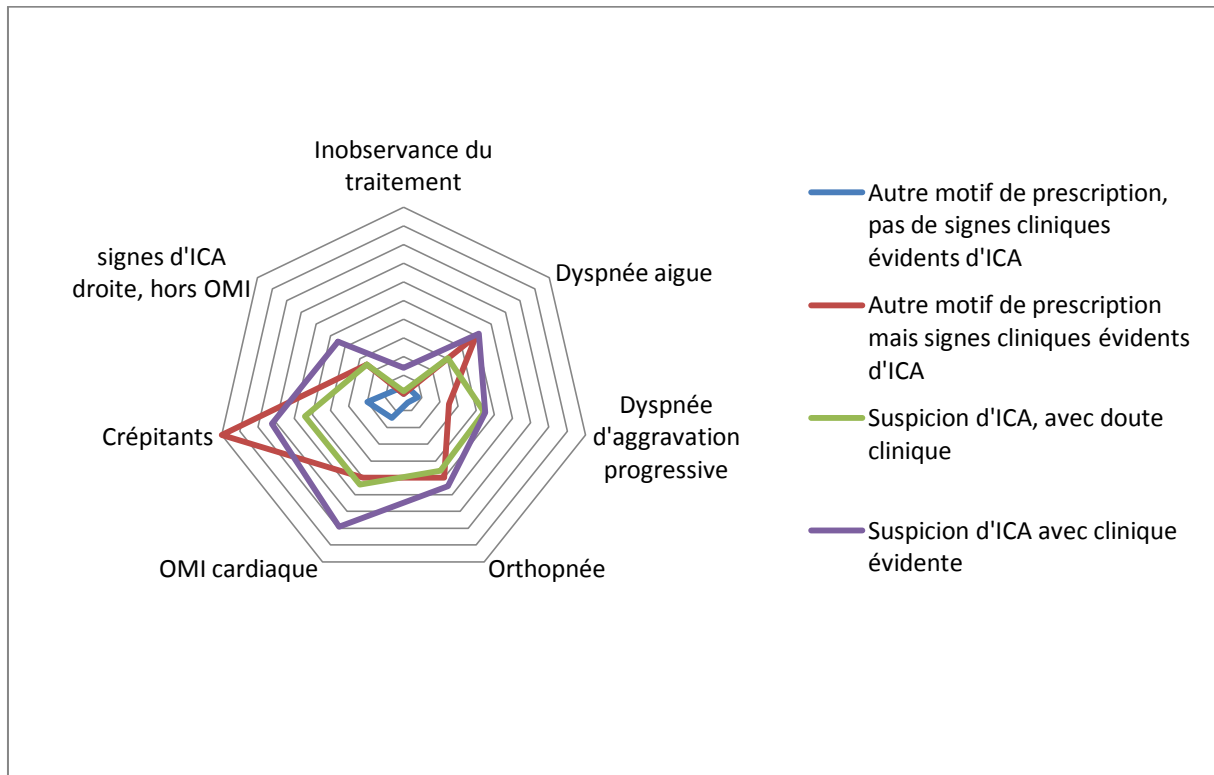 Inobservance du
traitement
Dyspnée aigue
Dyspnée
d'aggravation
progressive
Orthopnée
OMI cardiaque
Crépitants
signes d'ICA
droite, hors OMI
Autre motif de prescription,
pas de signes cliniques
évidents d'ICA
Autre motif de prescription
mais signes cliniques évidents
d'ICA
Suspicion d'ICA, avec doute
clinique
Suspicion d'ICA avec clinique
évidente